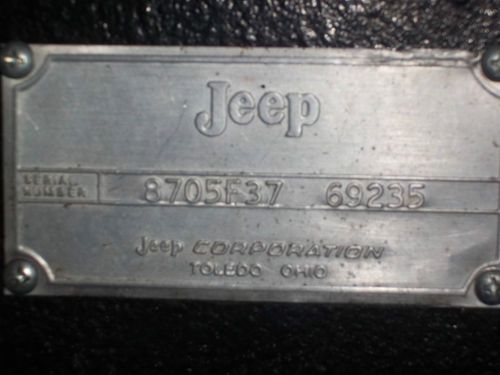 Jeep
SERIAL
NUMBER
8705F37 69235
Jeep CORPORATION
TOLEDO OHIO